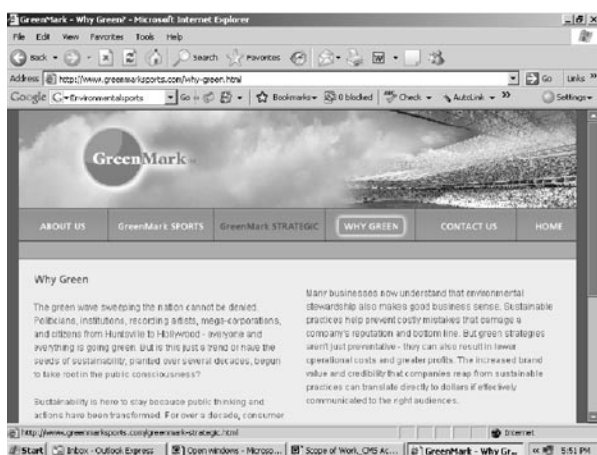 GreenMark - Why Green? - Microsoft Internet Explorer
File Edit View Favorites Tools Help
Back Search Favorites
Address http://www.greenmarksports.com/why-green.html Go Links »
Google G Environmentalsports Go Bookmarks 0 blocked Check AutoLink » Settings
GreenMark
ABOUT US GreenMark SPORTS GreenMark STRATEGIC WHY GREEN CONTACT US HOME
Why Green
The green wave sweeping the nation cannot be denied.
Politicians, institutions, recording artists, mega-corporations,
and citizens from Huntsville to Hollywood - everyone and
everything is going green. But is this just a trend or have the
seeds of sustainability, planted over several decades, begun
to take root in the public consciousness?
Sustainability is here to stay because public thinking and
actions have been transformed. For over a decade, consumer
Many businesses now understand that environmental
stewardship also makes good business sense. Sustainable
practices help prevent costly mistakes that damage a
company's reputation and bottom line. But green strategies
aren't just preventative - they can also result in lower
operational costs and greater profits. The increased brand
value and credibility that companies reap from sustainable
practices can translate directly to dollars if effectively
communicated to the right audiences.
http://www.greenmarksports.com/greenmark-strategic.html Internet
Start Inbox - Outlook Express Open windows - Microso... Scope of Work_CMS Ac... GreenMark - Why Gr... « 5:51 PM